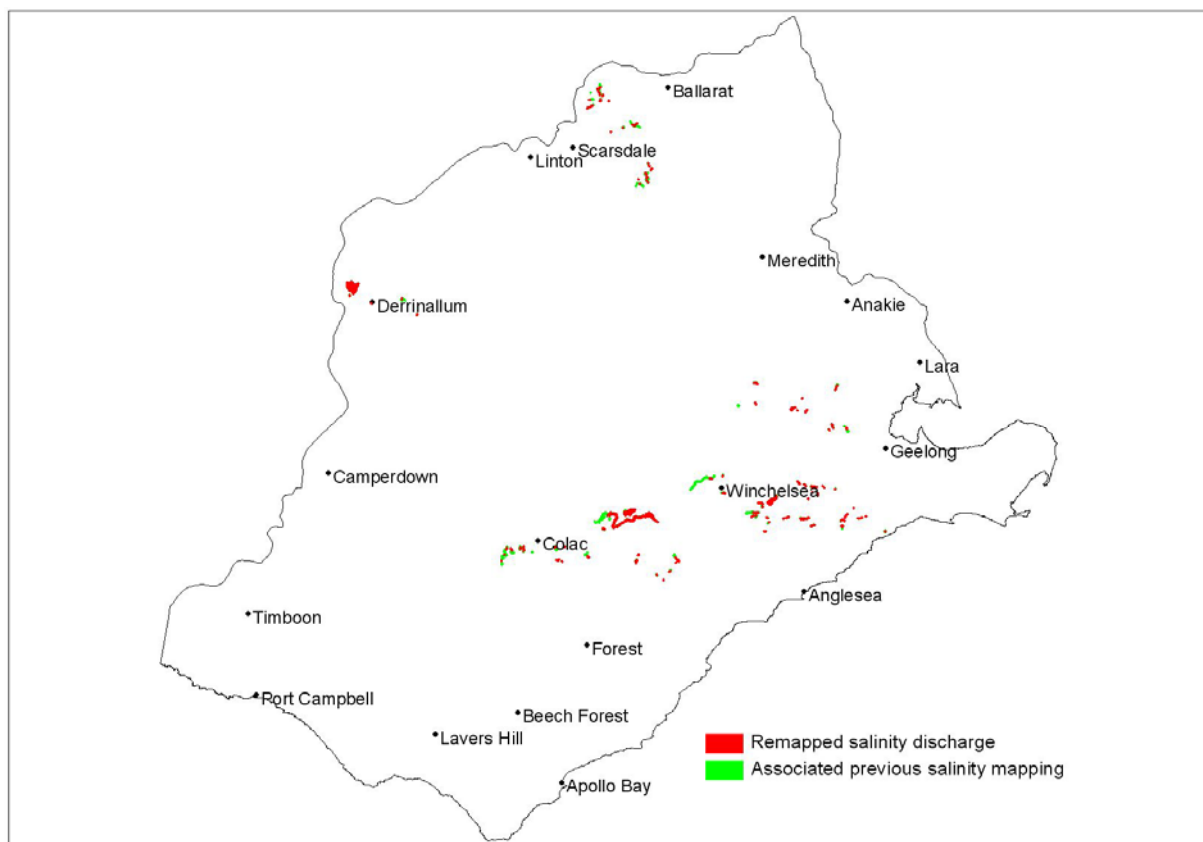 Ballarat
Scarsdale
Linton
Meredith
Derrinallum
Anakie
Lara
Geelong
Camperdown
Winchelsea
Colac
Anglesea
Timboon
Forest
Port Campbell
Beech Forest
Lavers Hill
Remapped salinity discharge
Associated previous salinity mapping
Apollo Bay